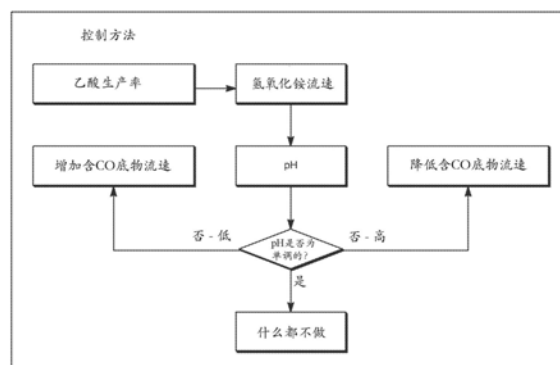 控制方法
乙酸生产率
氢氧化铵流速
增加含CO底物流速
pH
降低含CO底物流速
否-低
pH是否为
单调的?
否-高
是
什么都不做